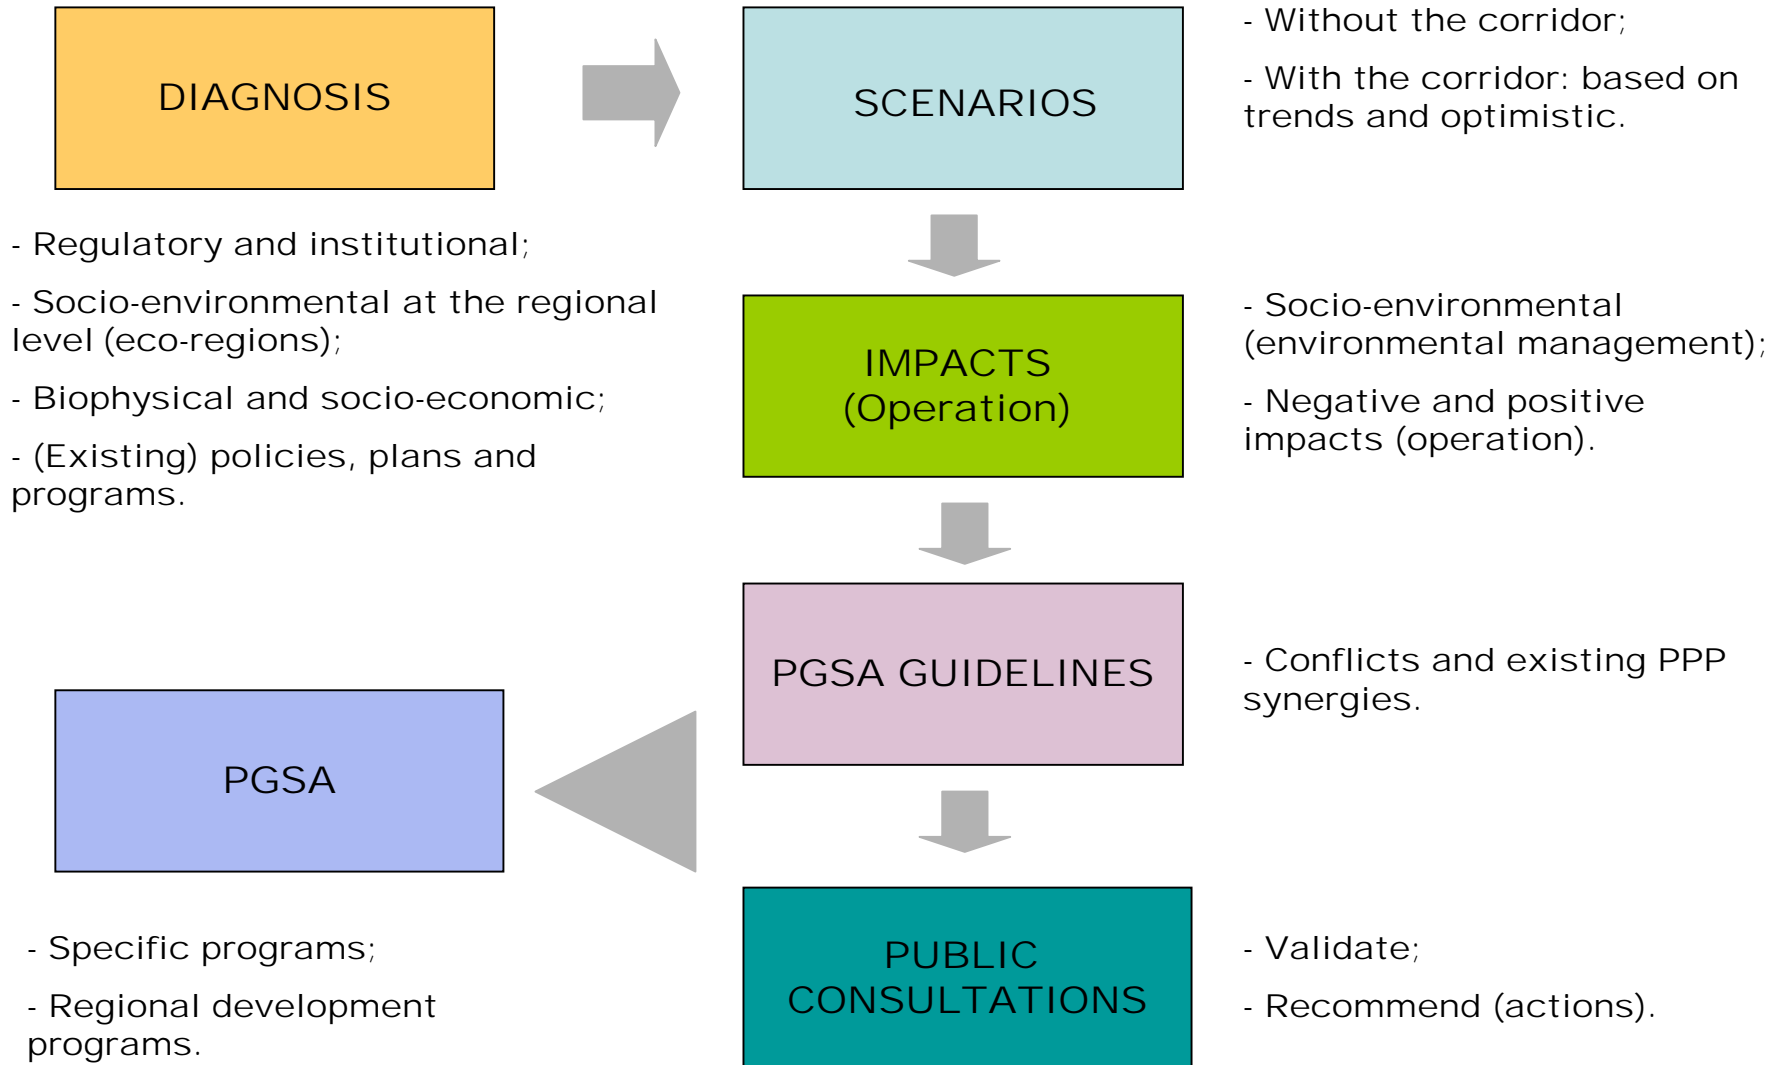 DIAGNOSIS
SCENARIOS
- Without the corridor;
- With the corridor: based on
trends and optimistic.
- Regulatory and institutional;
- Socio-environmental at the regional
level (eco-regions);
- Biophysical and socio-economic;
- (Existing) policies, plans and
programs.
IMPACTS
(Operation)
- Socio-environmental
(environmental management);
- Negative and positive
impacts (operation).
PGSA GUIDELINES
- Conflicts and existing PPP
synergies.
PGSA
- Specific programs;
- Regional development
programs.
PUBLIC
CONSULTATIONS
- Validate;
- Recommend (actions).